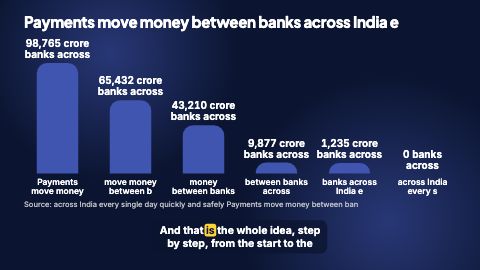 Payments move money between banks across India e
98,765 crore
banks across
65,432 crore
banks across
43,210 crore
banks across
9,877 crore
banks across
1,235 crore
banks across
0 banks
across
Payments
move money
move money
between b
money
between banks
between banks
across
banks across
India e
across India
every s
Source: across India every single day quickly and safely Payments move money between ban
And that is the whole idea, step
by step, from the start to the